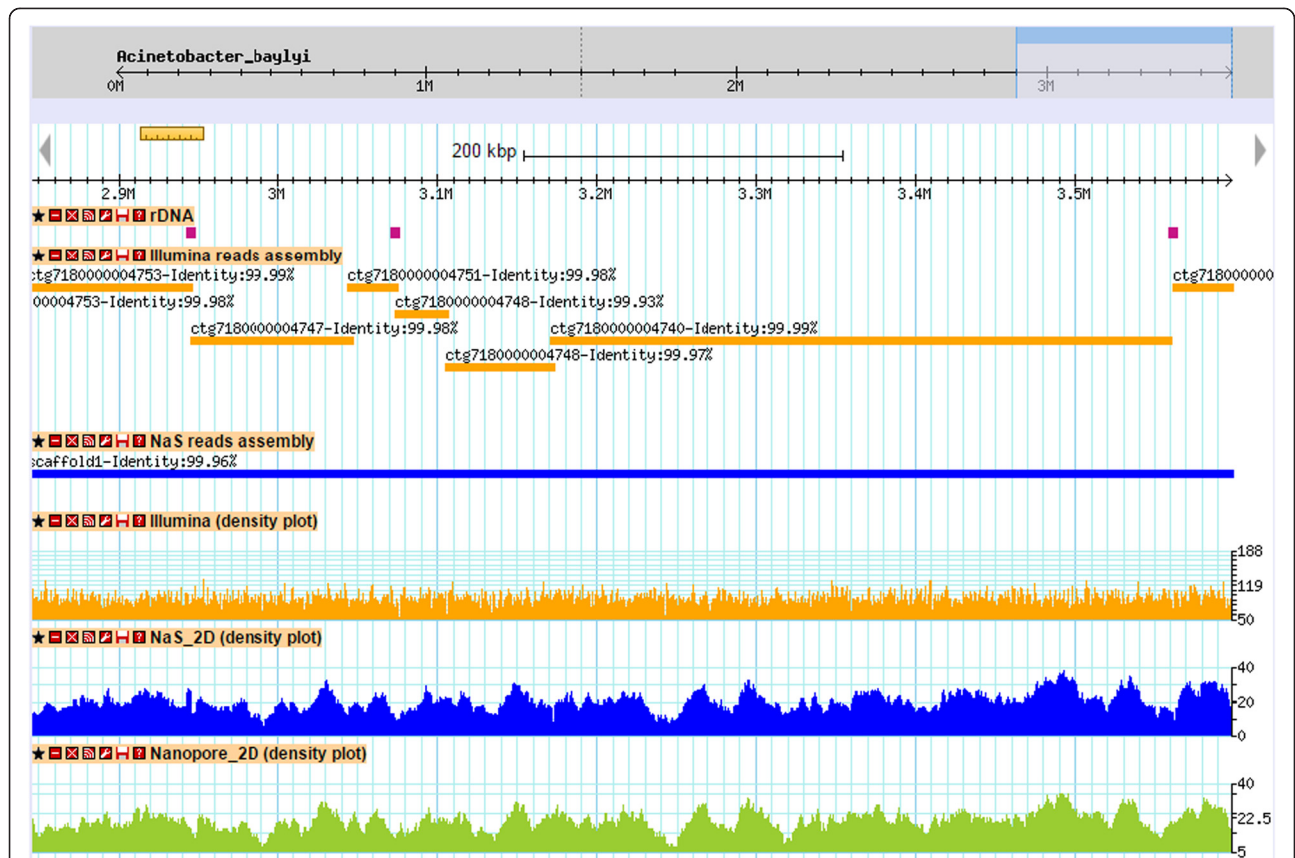 Acinetobacter_baylyi
0M 1M 2M 3M
200 kbp
2.9M 3M 3.1M 3.2M 3.3M 3.4M 3.5M
rDNA
Illumina reads assembly
ctg7180000004753-Identity:99.99% ctg7180000004751-Identity:99.98% ctg718000000
00004753-Identity:99.98% ctg7180000004748-Identity:99.93%
ctg7180000004747-Identity:99.98% ctg7180000004740-Identity:99.99%
ctg7180000004748-Identity:99.97%
NaS reads assembly
scaffold1-Identity:99.96%
Illumina (density plot)
188
119
50
NaS_2D (density plot)
40
20
0
Nanopore_2D (density plot)
40
22.5
5